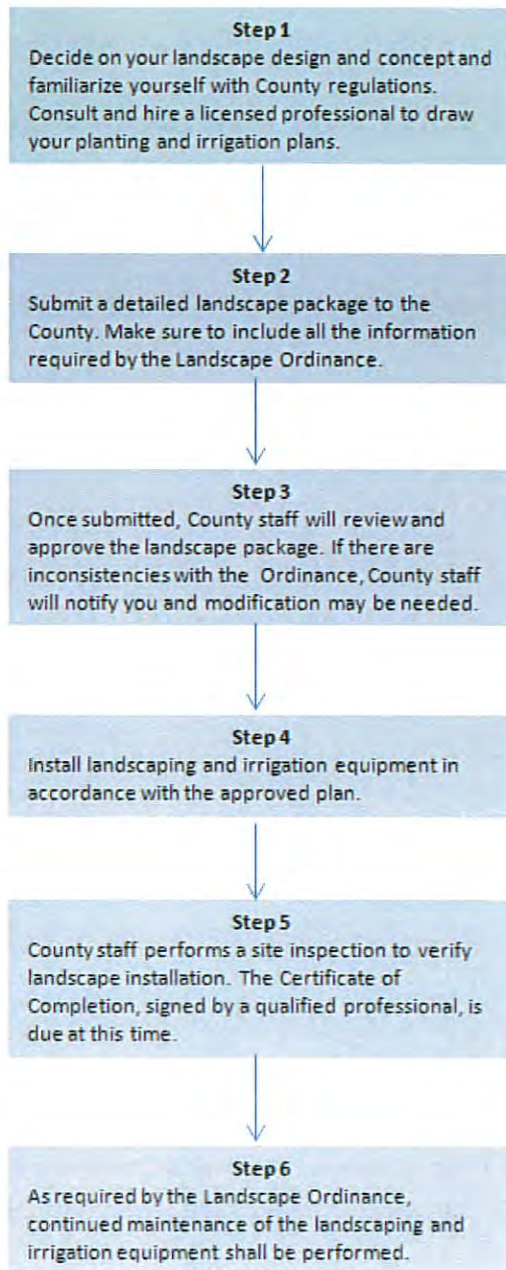 Step 1
Decide on your landscape design and concept and
familiarize yourself with County regulations.
Consult and hire a licensed professional to draw
your planting and irrigation plans.
Step 2
Submit a detailed landscape package to the
County. Make sure to include all the information
required by the Landscape Ordinance.
Step 3
Once submitted, County staff will review and
approve the landscape package. If there are
inconsistencies with the Ordinance, County staff
will notify you and modification may be needed.
Step 4
Install landscaping and irrigation equipment in
accordance with the approved plan.
Step 5
County staff performs a site inspection to verify
landscape installation. The Certificate of
Completion, signed by a qualified professional, is
due at this time.
Step 6
As required by the Landscape Ordinance,
continued maintenance of the landscaping and
irrigation equipment shall be performed.